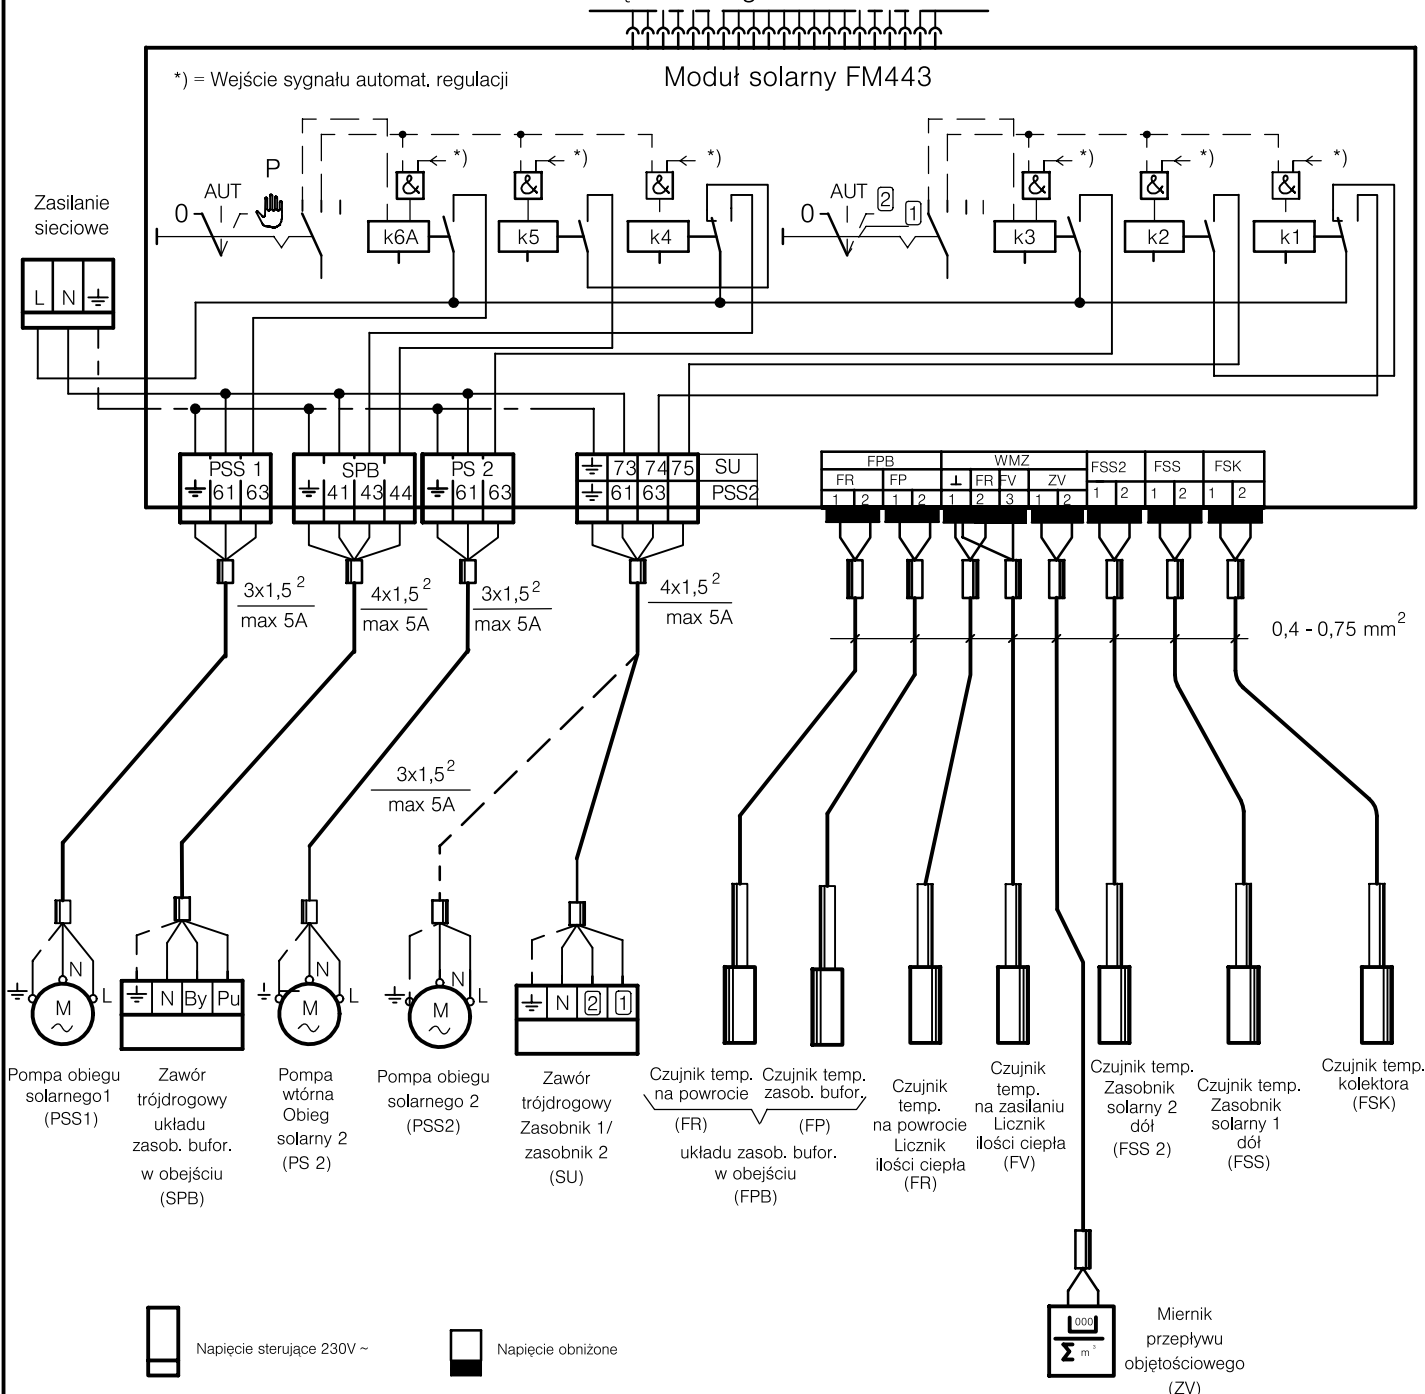 *) = Wejście sygnału automat. regulacji
Moduł solarny FM443
Zasilanie
sieciowe
L N
0 AUT P
& *) & *) & *)
k6A k5 k4
0 AUT 2 1
& *) & *) & *)
k3 k2 k1
PSS 1
61 63
SPB
41 43 44
PS 2
61 63
73 74 75 SU
61 63 PSS2
FPB WMZ FSS2 FSS FSK
FR FP FR FV ZV
1 2 1 2 1 2 3 1 2 1 2 1 2 1 2
3x1,5²
max 5A
4x1,5²
max 5A
3x1,5²
max 5A
4x1,5²
max 5A
0,4 - 0,75 mm²
3x1,5²
max 5A
N
L
M
N By Pu
N
L
M
N
L
M
N 2 1
Pompa obiegu
solarnego1
(PSS1)
Zawór
trójdrogowy
układu
zasob. bufor.
w obejściu
(SPB)
Pompa
wtórna
Obieg
solarny 2
(PS 2)
Pompa obiegu
solarnego 2
(PSS2)
Zawór
trójdrogowy
Zasobnik 1/
zasobnik 2
(SU)
Czujnik temp.
na powrocie
(FR)
Czujnik temp.
zasob. bufor.
(FP)
układu zasob. bufor.
w obejściu
(FPB)
Czujnik
temp.
na powrocie
Licznik
ilości ciepła
(FR)
Czujnik
temp.
na zasilaniu
Licznik
ilości ciepła
(FV)
Czujnik temp.
Zasobnik
solarny 2
dół
(FSS 2)
Czujnik temp.
Zasobnik
solarny 1
dół
(FSS)
Czujnik temp.
kolektora
(FSK)
000
Σ m³
Miernik
przepływu
objętościowego
(ZV)
Napięcie sterujące 230V ~
Napięcie obniżone